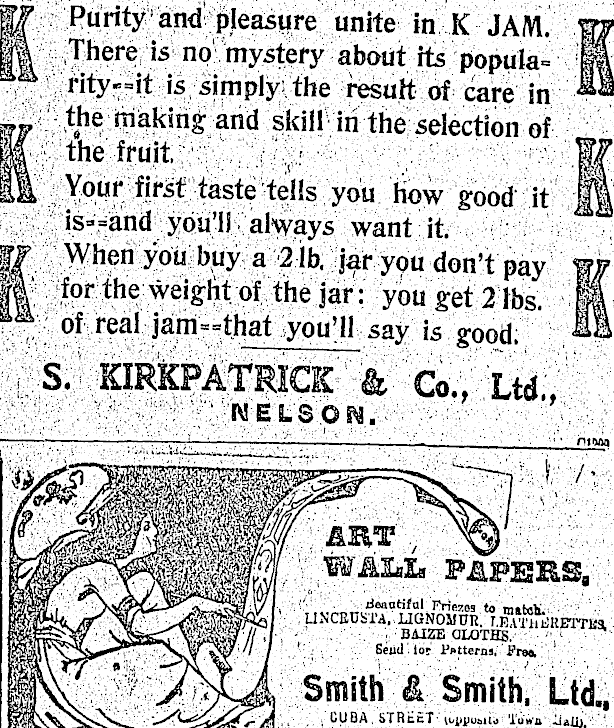 Purity and pleasure unite in K JAM.
There is no mystery about its popula=
rity==it is simply the result of care in
the making and skill in the selection of
the fruit.
Your first taste tells you how good it
is==and you'll always want it.
When you buy a 2 lb. jar you don't pay
for the weight of the jar: you get 2 lbs.
of real jam==that you'll say is good.
K
K
K
K
K
K
S. KIRKPATRICK & Co., Ltd.,
NELSON.
ART
WALL PAPERS.
Beautiful Friezes to match.
LINCRUSTA, LIGNOMUR, LEATHERETTES,
BAIZE CLOTHS.
Send for Patterns, Free.
Smith & Smith, Ltd.,
CUBA STREET (opposite Town Hall),